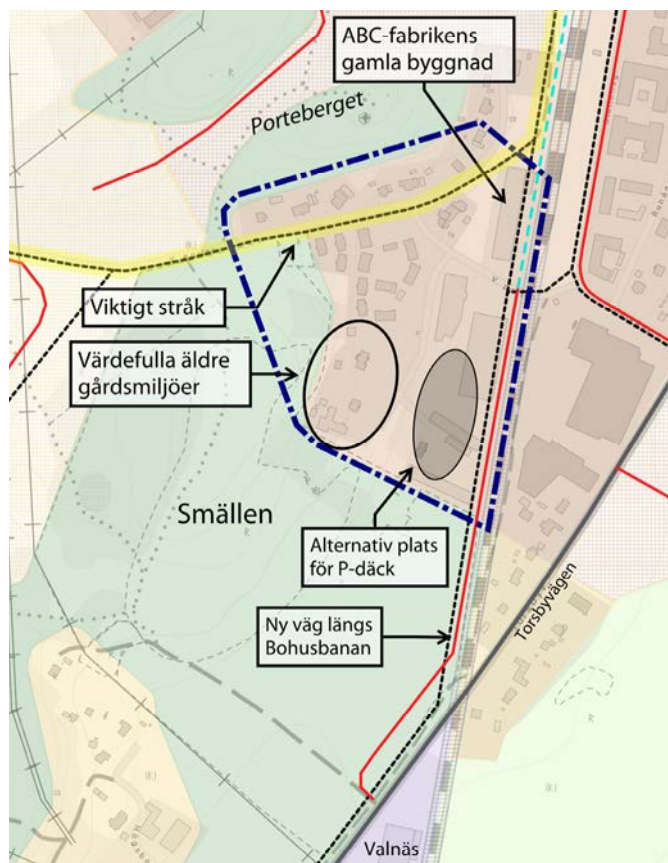 ABC-fabrikens
gamla byggnad
Porteberget
Viktigt stråk
Värdefulla äldre
gårdsmiljöer
Smällen
Alternativ plats
för P-däck
Torsbyvägen
Ny väg längs
Bohusbanan
Valnäs